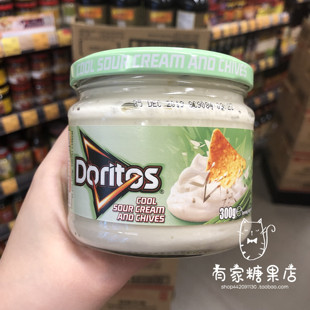 COOL SOUR CREAM AND CHIVES
Doritos
COOL
SOUR CREAM
AND CHIVES
300g
有家糖果店